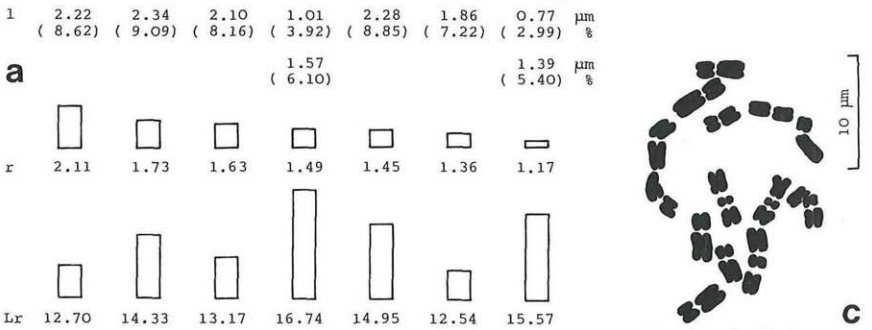 l 2.22 2.34 2.10 1.01 2.28 1.86 0.77 µm
( 8.62) ( 9.09) ( 8.16) ( 3.92) ( 8.85) ( 7.22) ( 2.99) %
1.57 1.39 µm
( 6.10) ( 5.40) %
a
r 2.11 1.73 1.63 1.49 1.45 1.36 1.17
Lr 12.70 14.33 13.17 16.74 14.95 12.54 15.57
10 µm
c